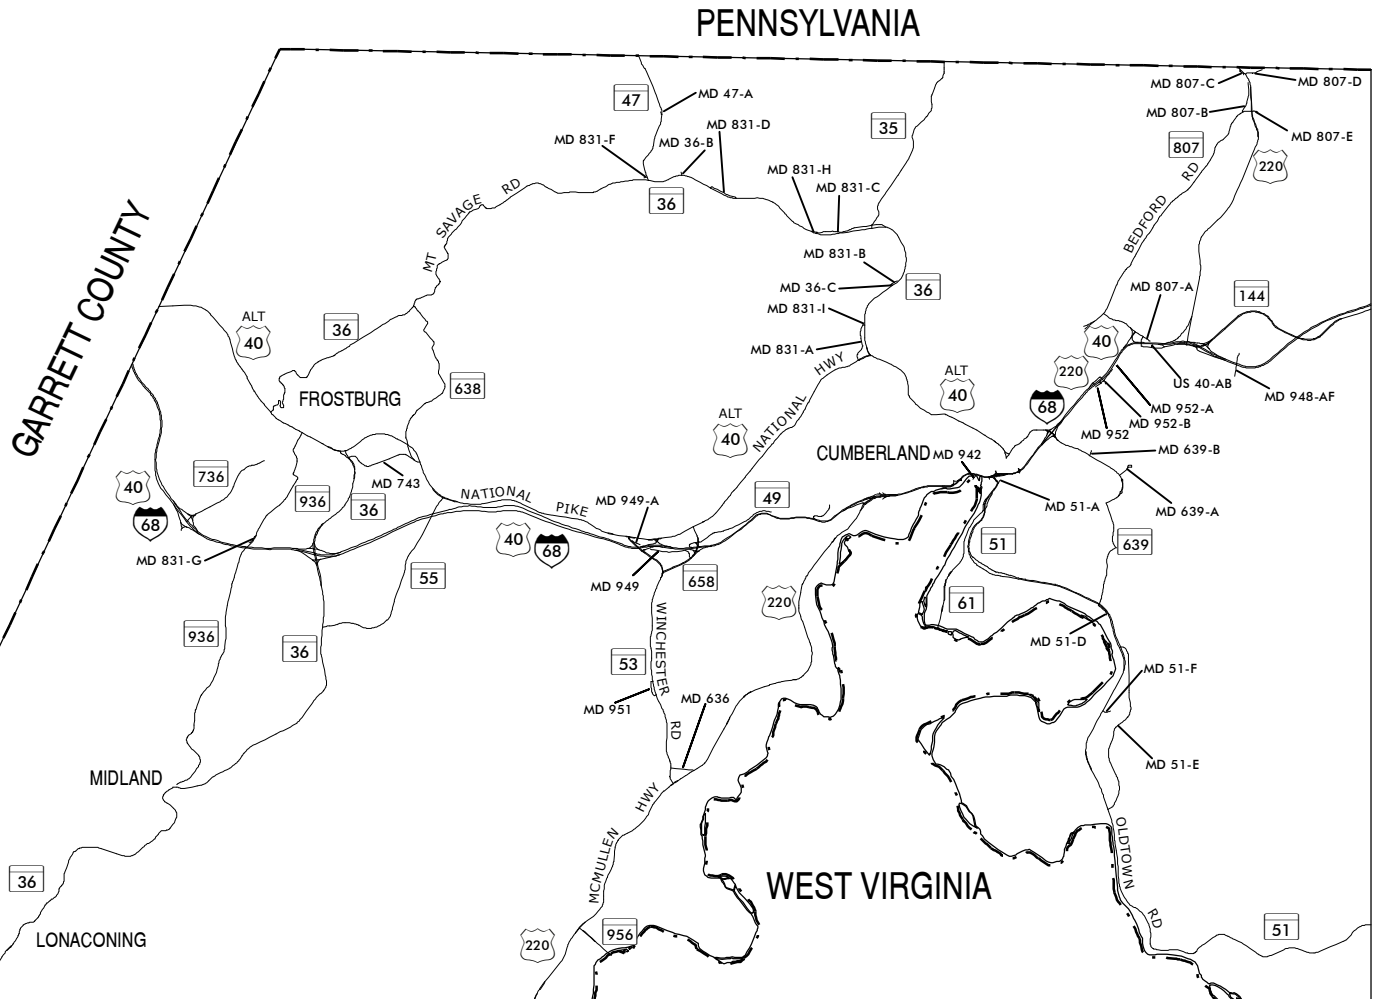 PENNSYLVANIA
MD 807-C
MD 807-D
47
MD 47-A
MD 807-B
MD 831-D
35
MD 807-E
MD 831-F
MD 36-B
807
220
MD 831-H
MD 831-C
36
MT SAVAGE RD
BEDFORD RD
GARRETT COUNTY
MD 831-B
36
MD 36-C
MD 807-A
144
MD 831-I
ALT
40
36
MD 831-A
40
NATIONAL HWY
220
638
FROSTBURG
ALT
40
US 40-AB
MD 948-AF
68
MD 952-A
MD 952-B
MD 952
ALT
40
CUMBERLAND
MD 942
MD 639-B
736
MD 743
40
936
36
NATIONAL PIKE
MD 949-A
49
MD 51-A
MD 639-A
68
40
68
51
639
MD 831-G
55
MD 949
658
220
61
936
36
WINCHESTER RD
53
MD 51-D
MD 51-F
MD 951
MD 636
MD 51-E
MIDLAND
MCMULLEN HWY
OLDTOWN RD
36
WEST VIRGINIA
LONACONING
220
956
51